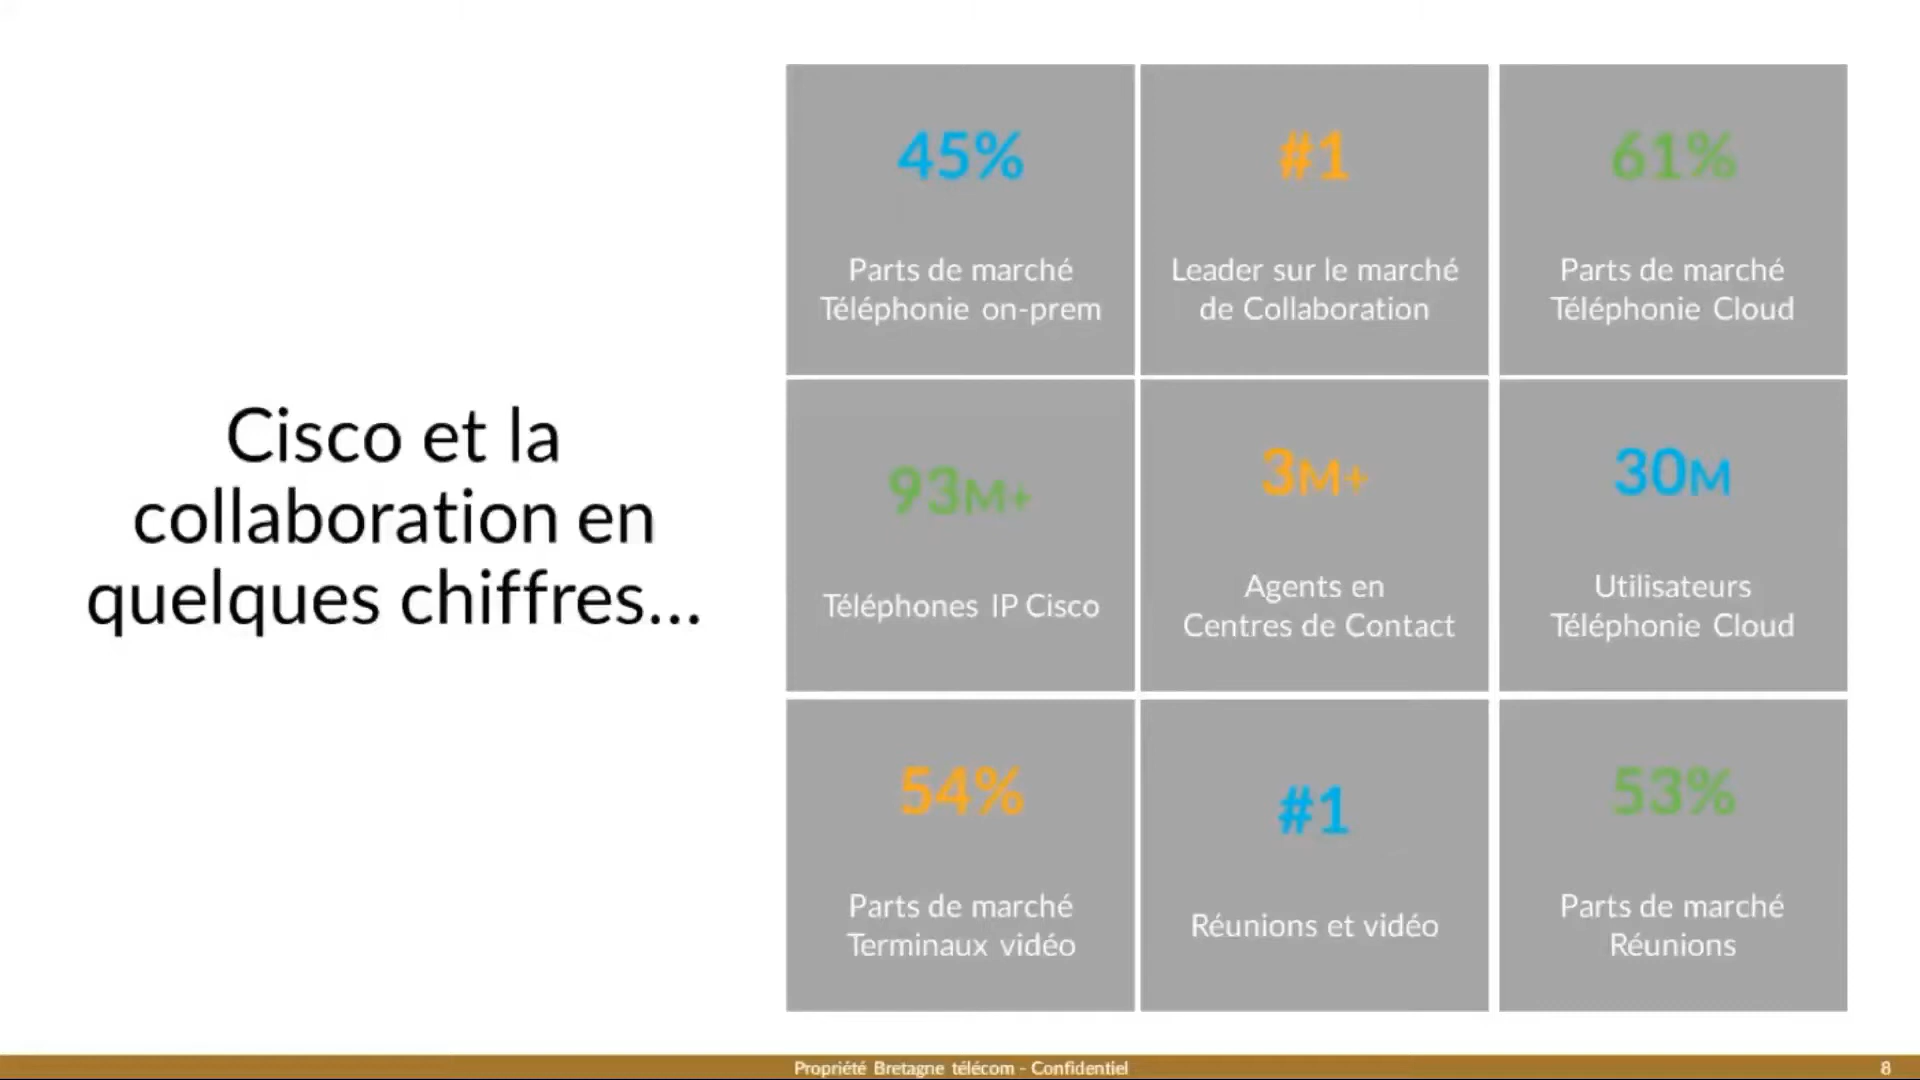 Cisco et la
collaboration en
quelques chiffres...
45%
Parts de marché
Téléphonie on-prem
#1
Leader sur le marché
de Collaboration
61%
Parts de marché
Téléphonie Cloud
93M+
Téléphones IP Cisco
3M+
Agents en
Centres de Contact
30M
Utilisateurs
Téléphonie Cloud
54%
Parts de marché
Terminaux vidéo
#1
Réunions et vidéo
53%
Parts de marché
Réunions
Propriété Bretagne télécom - Confidentiel
8